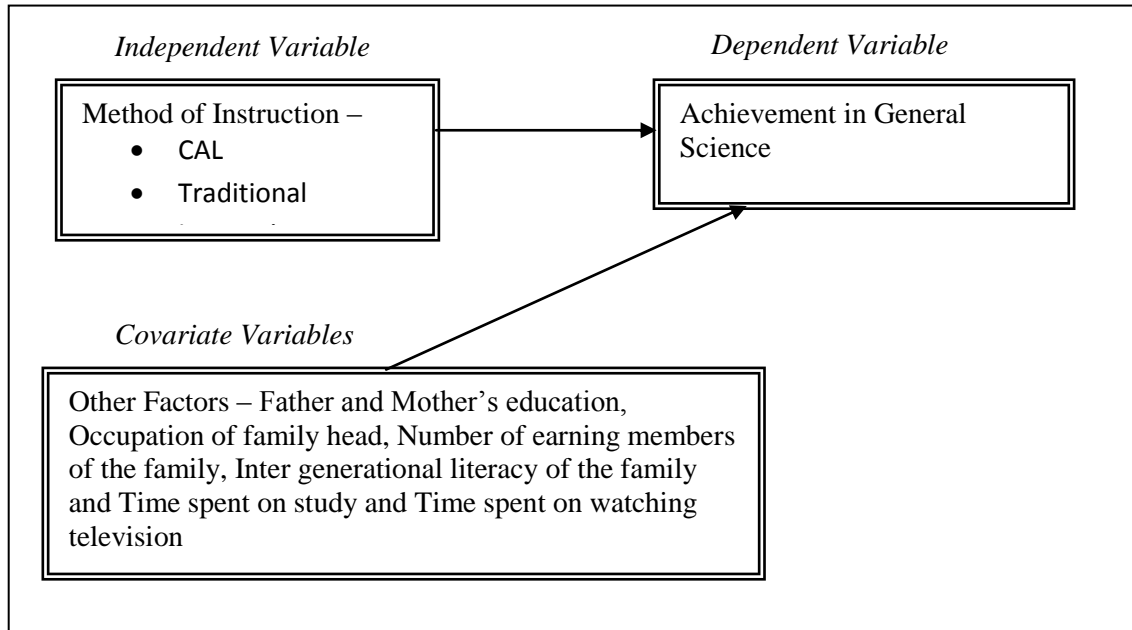 Independent Variable
Dependent Variable
Method of Instruction –
• CAL
• Traditional
Achievement in General
Science
Covariate Variables
Other Factors – Father and Mother’s education,
Occupation of family head, Number of earning members
of the family, Inter generational literacy of the family
and Time spent on study and Time spent on watching
television